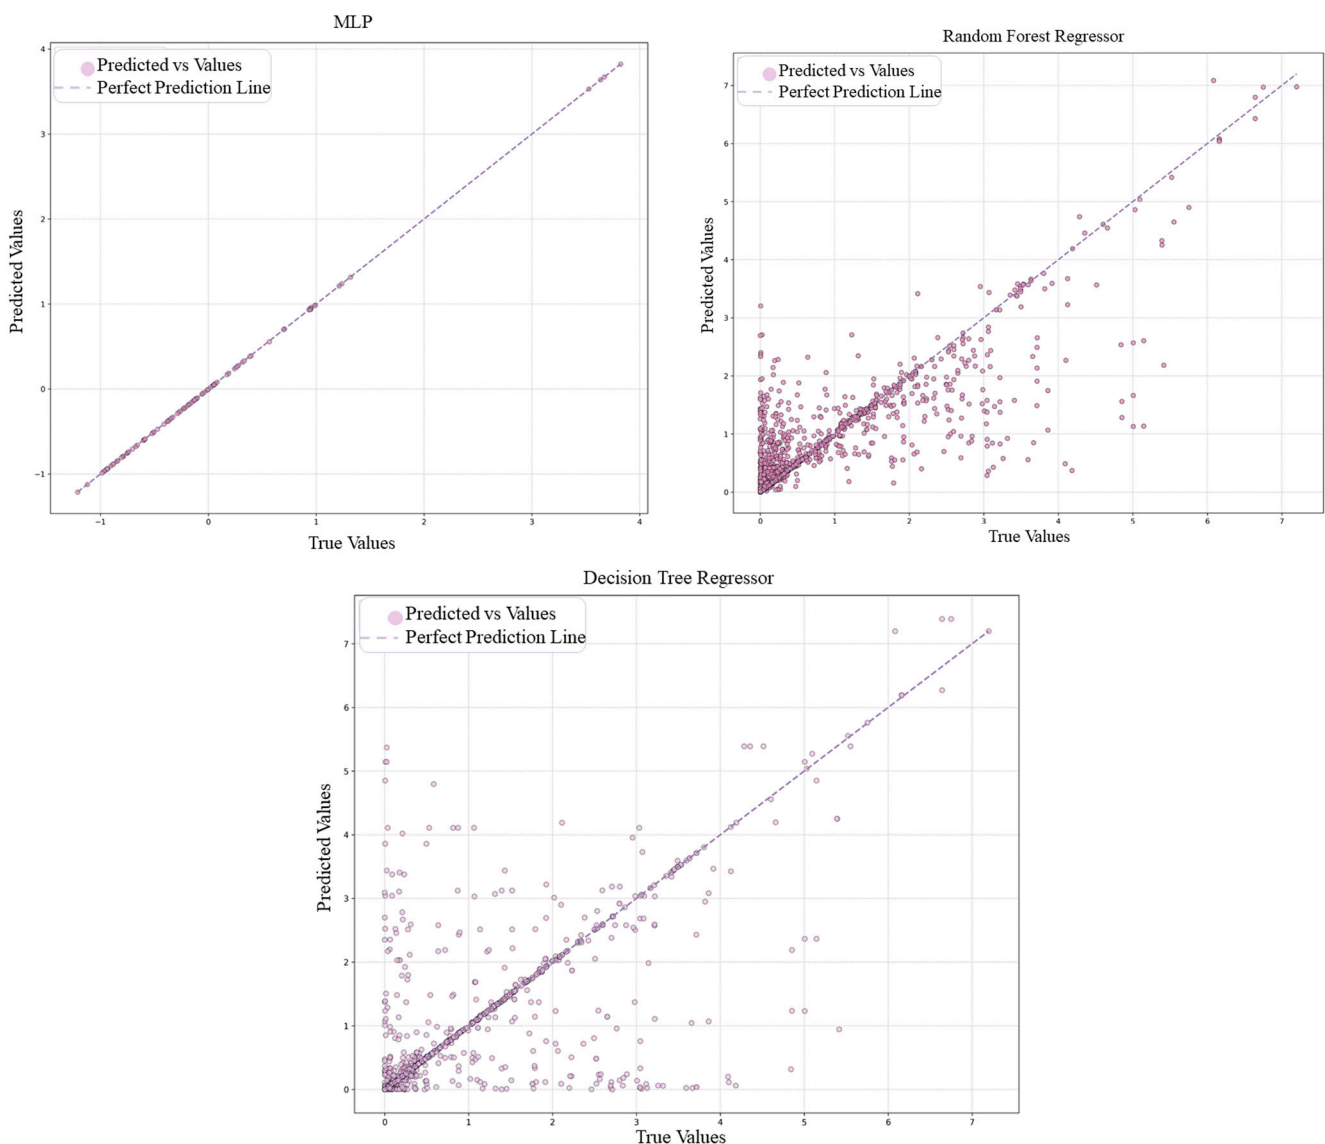 MLP
Predicted vs Values
Perfect Prediction Line
Predicted Values
4
3
2
1
0
−1
−1
0
1
2
3
4
True Values
Random Forest Regressor
Predicted vs Values
Perfect Prediction Line
Predicted Values
7
6
5
4
3
2
1
0
0
1
2
3
4
5
6
7
True Values
Decision Tree Regressor
Predicted vs Values
Perfect Prediction Line
Predicted Values
7
6
5
4
3
2
1
0
0
1
2
3
4
5
6
7
True Values